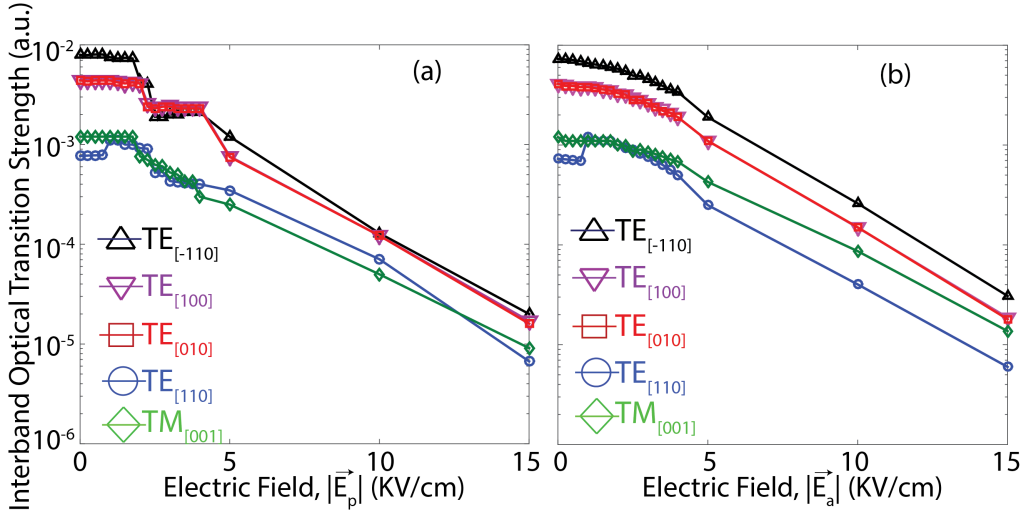 Interband Optical Transition Strength (a.u.)
10^-2
10^-3
10^-4
10^-5
10^-6
(a)
TE[-110]
TE[100]
TE[010]
TE[110]
TM[001]
0 5 10 15
Electric Field, |E⃗p| (KV/cm)
(b)
TE[-110]
TE[100]
TE[010]
TE[110]
TM[001]
0 5 10 15
Electric Field, |E⃗a| (KV/cm)